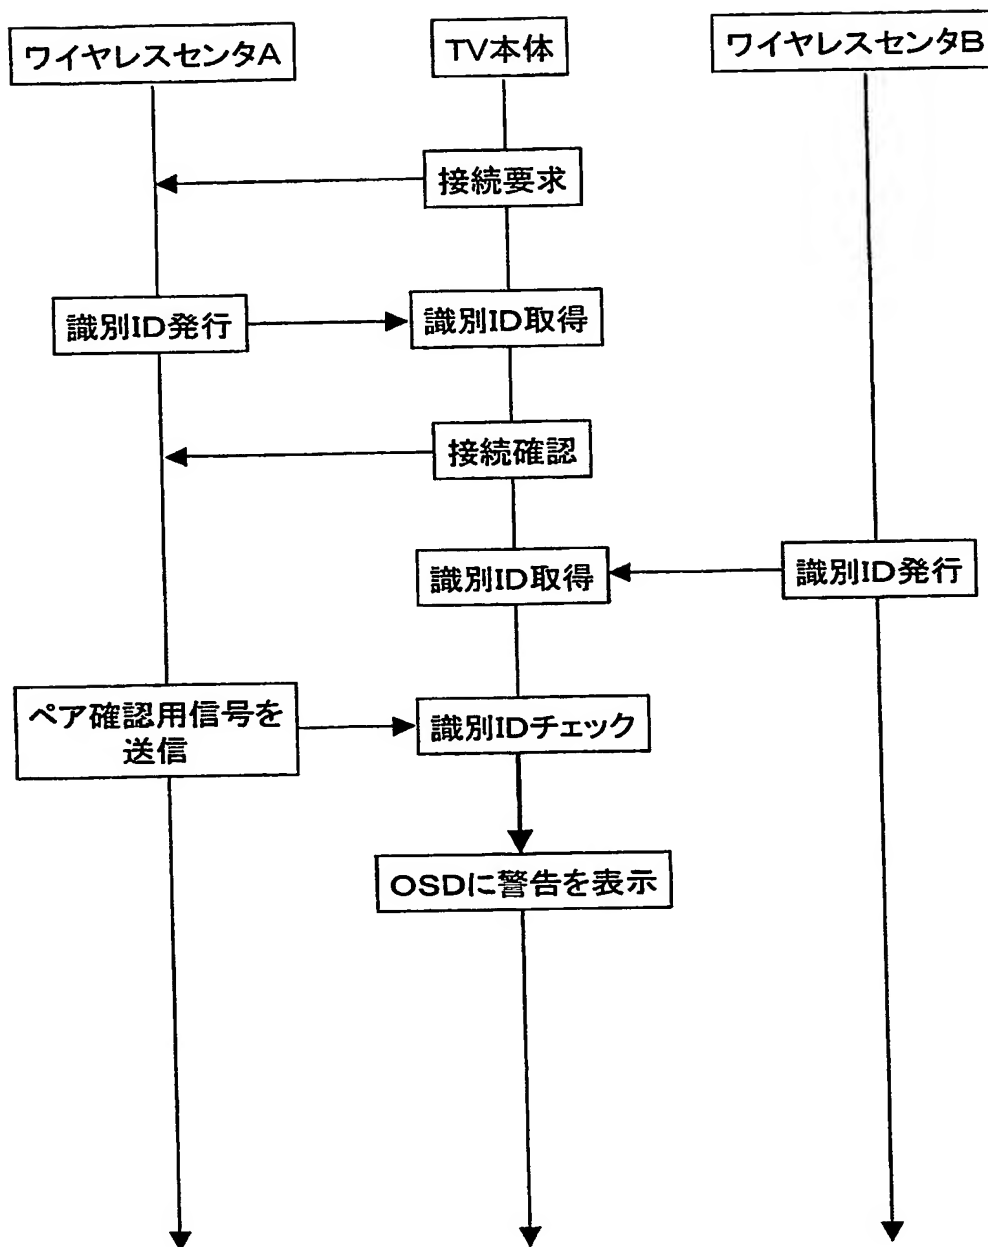 ワイヤレスセンタA
TV本体
ワイヤレスセンタB
接続要求
識別ID発行
識別ID取得
接続確認
識別ID取得
識別ID発行
ペア確認用信号を
送信
識別IDチェック
OSDに警告を表示